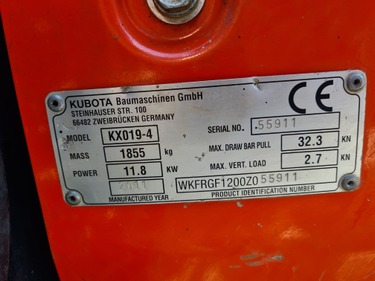 KUBOTA Baumaschinen GmbH
STEINHAUSER STR. 100
66482 ZWEIBRÜCKEN GERMANY
CE
MODEL KX019-4
SERIAL NO. 55911
MASS 1855 kg
MAX. DRAW BAR PULL 32.3 KN
POWER 11.8 KW
MAX. VERT. LOAD 2.7 KN
MANUFACTURED YEAR
WKFRGF1200Z055911
PRODUCT IDENTIFICATION NUMBER